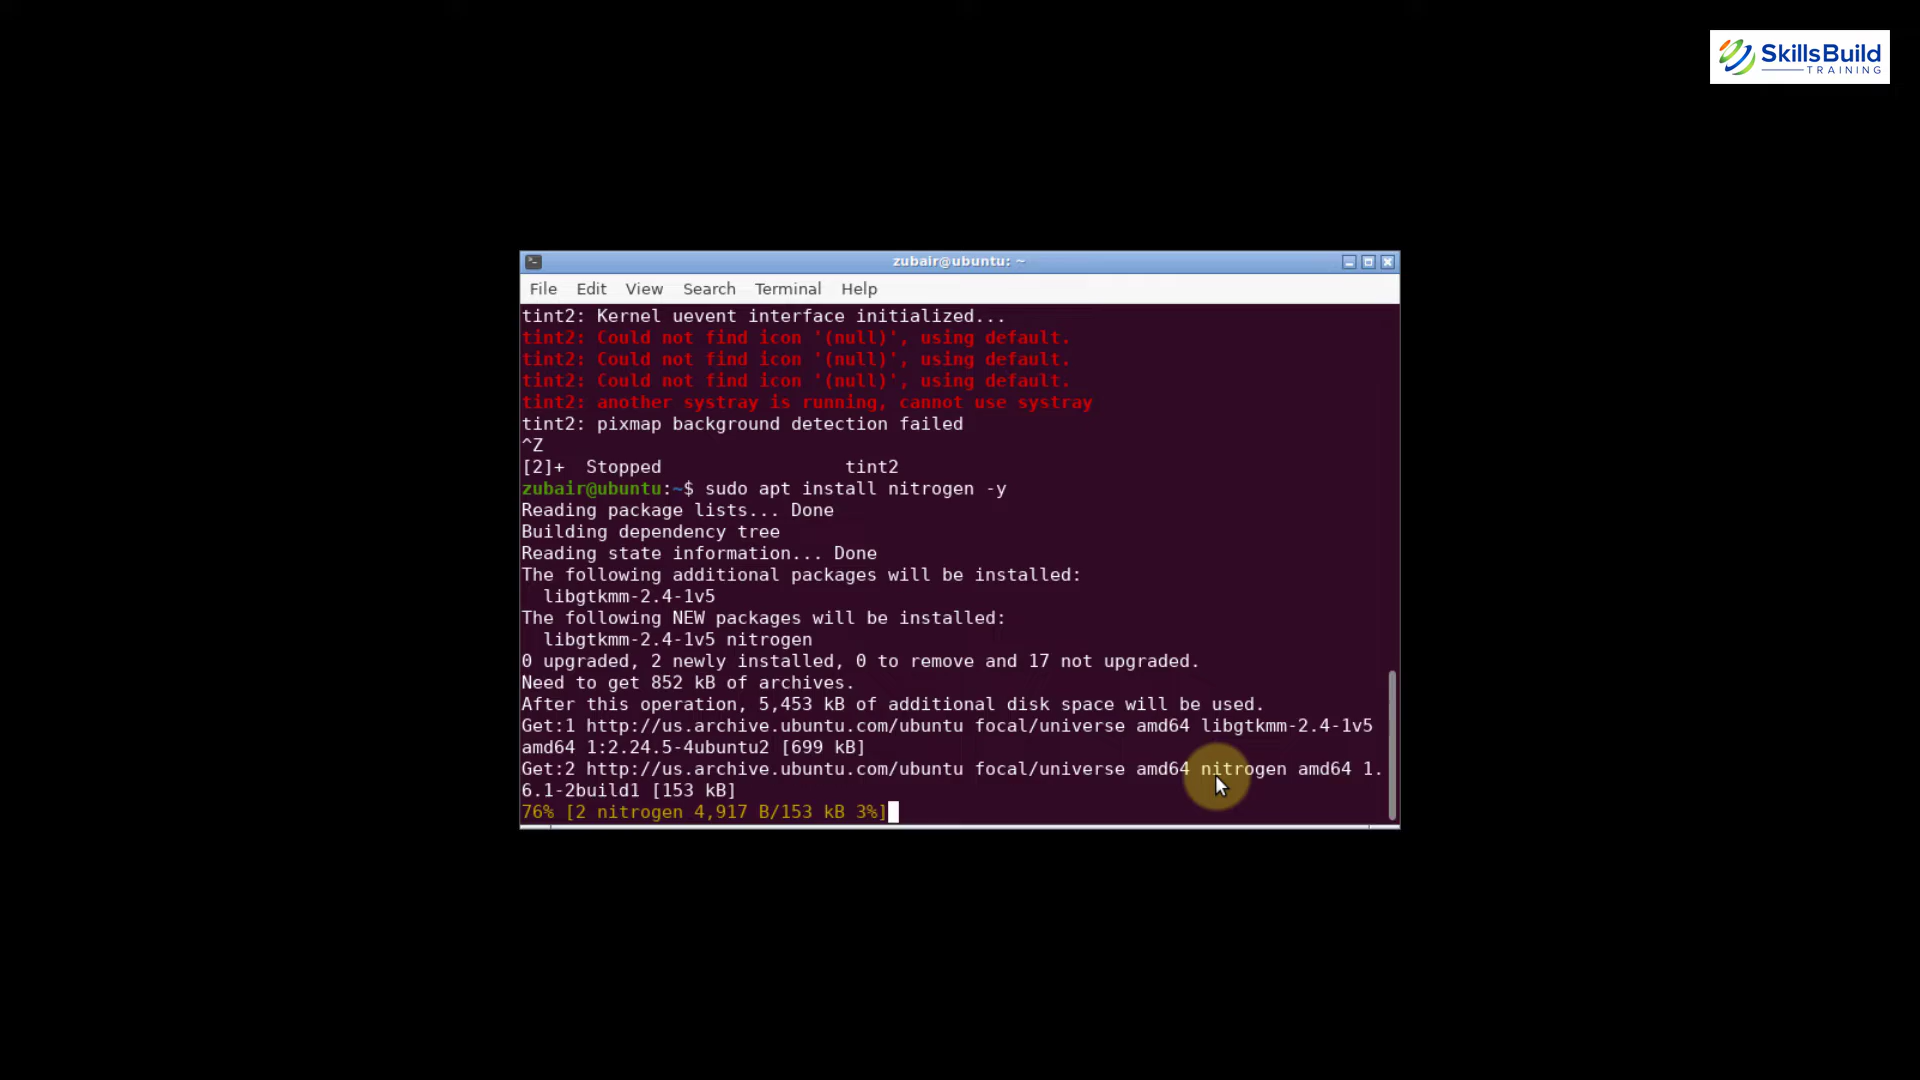 SkillsBuild
TRAINING
zubair@ubuntu: ~
File Edit View Search Terminal Help
tint2: Kernel uevent interface initialized...
tint2: Could not find icon '(null)', using default.
tint2: Could not find icon '(null)', using default.
tint2: Could not find icon '(null)', using default.
tint2: another systray is running, cannot use systray
tint2: pixmap background detection failed
^Z
[2]+  Stopped                 tint2
zubair@ubuntu:~$ sudo apt install nitrogen -y
Reading package lists... Done
Building dependency tree
Reading state information... Done
The following additional packages will be installed:
  libgtkmm-2.4-1v5
The following NEW packages will be installed:
  libgtkmm-2.4-1v5 nitrogen
0 upgraded, 2 newly installed, 0 to remove and 17 not upgraded.
Need to get 852 kB of archives.
After this operation, 5,453 kB of additional disk space will be used.
Get:1 http://us.archive.ubuntu.com/ubuntu focal/universe amd64 libgtkmm-2.4-1v5
amd64 1:2.24.5-4ubuntu2 [699 kB]
Get:2 http://us.archive.ubuntu.com/ubuntu focal/universe amd64 nitrogen amd64 1.
6.1-2build1 [153 kB]
76% [2 nitrogen 4,917 B/153 kB 3%]